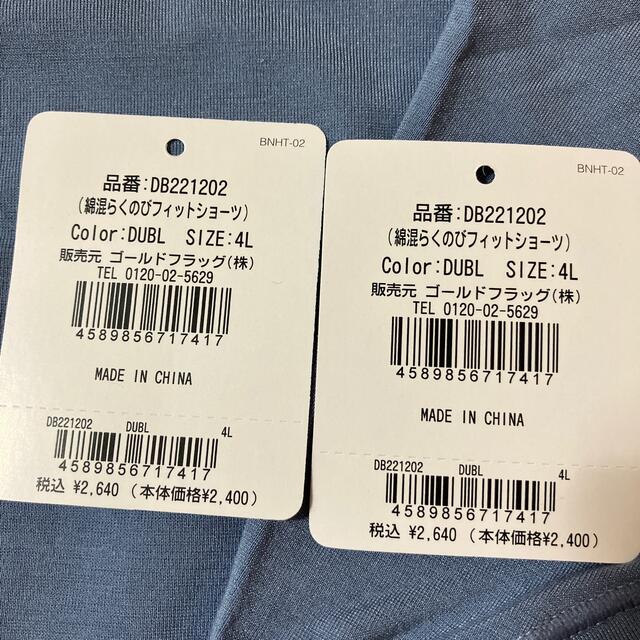 BNHT-02
品番:DB221202
(綿混らくのびフィットショーツ)
Color:DUBL SIZE:4L
販売元 ゴールドフラッグ(株)
TEL 0120-02-5629
4589856717417
MADE IN CHINA
DB221202 DUBL 4L
4589856717417
税込 ¥2,640 (本体価格¥2,400)
BNHT-02
品番:DB221202
(綿混らくのびフィットショーツ)
Color:DUBL SIZE:4L
販売元 ゴールドフラッグ(株)
TEL 0120-02-5629
4589856717417
MADE IN CHINA
DB221202 DUBL 4L
4589856717417
税込 ¥2,640 (本体価格¥2,400)